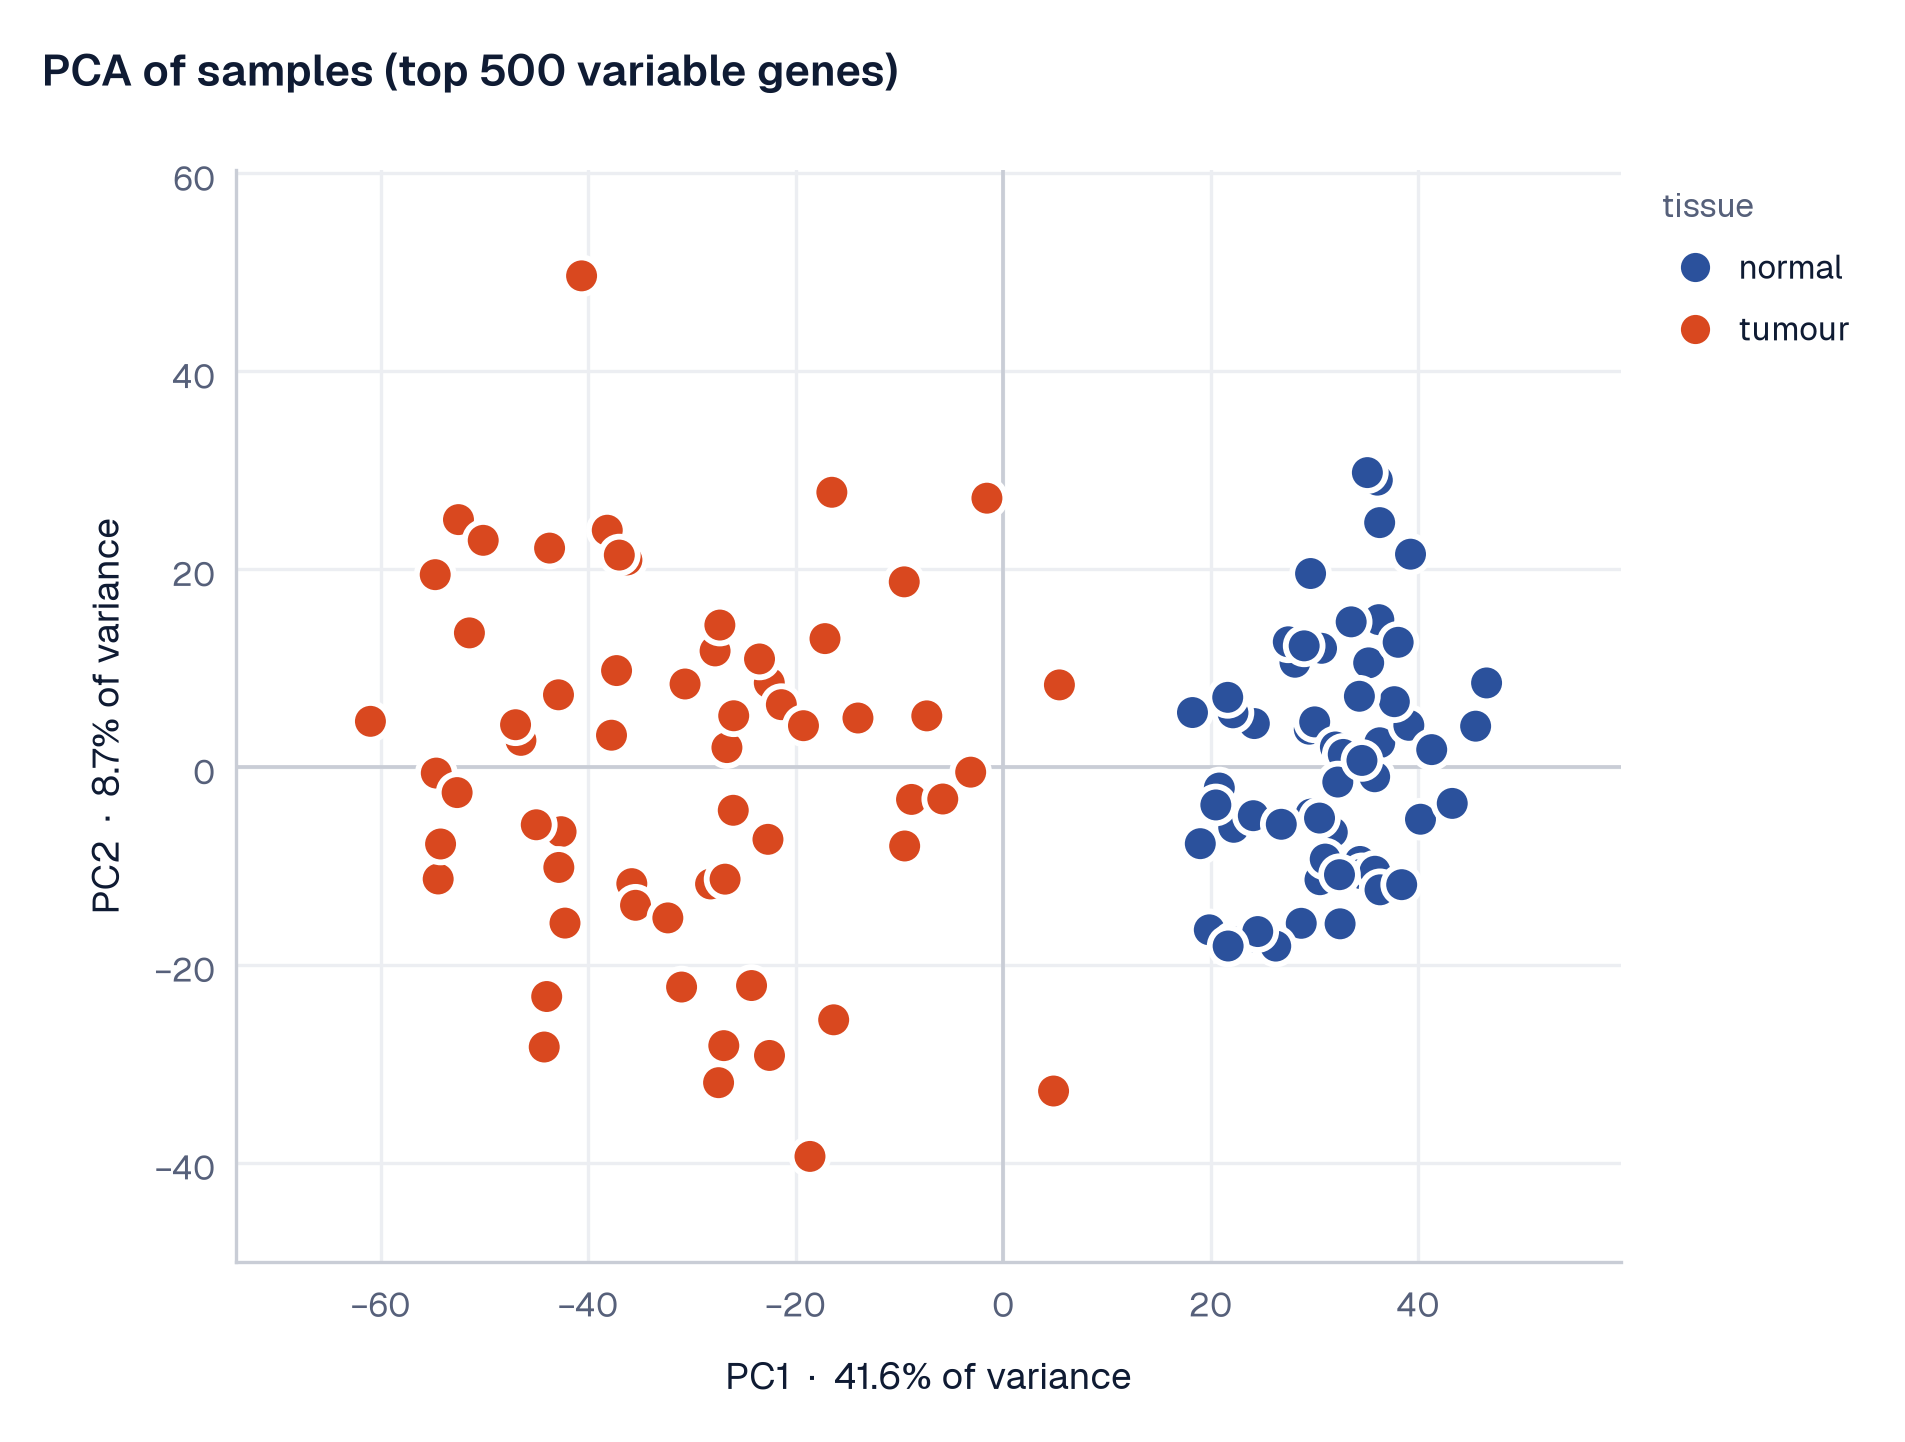 PCA of samples (top 500 variable genes)
tissue
normal
tumour
60
40
20
0
−20
−40
PC2 · 8.7% of variance
−60
−40
−20
0
20
40
PC1 · 41.6% of variance